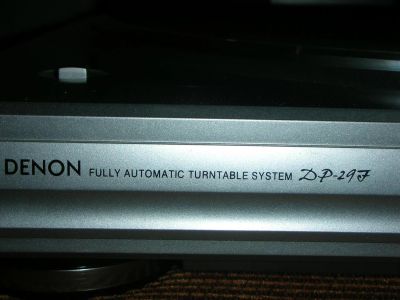 DENON FULLY AUTOMATIC TURNTABLE SYSTEM DP-29F